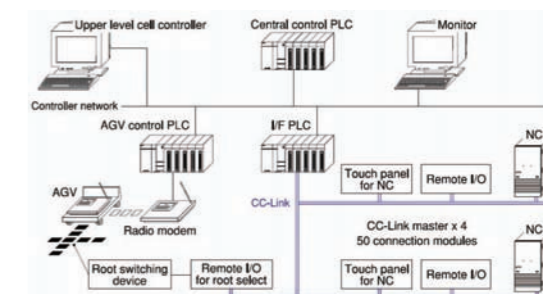 Upper level cell controller
Central control PLC
Monitor
Controller network
AGV control PLC
I/F PLC
NC
Touch panel
for NC
Remote I/O
AGV
CC-Link
Radio modem
CC-Link master x 4
50 connection modules
NC
Root switching
device
Remote I/O
for root select
Touch panel
for NC
Remote I/O